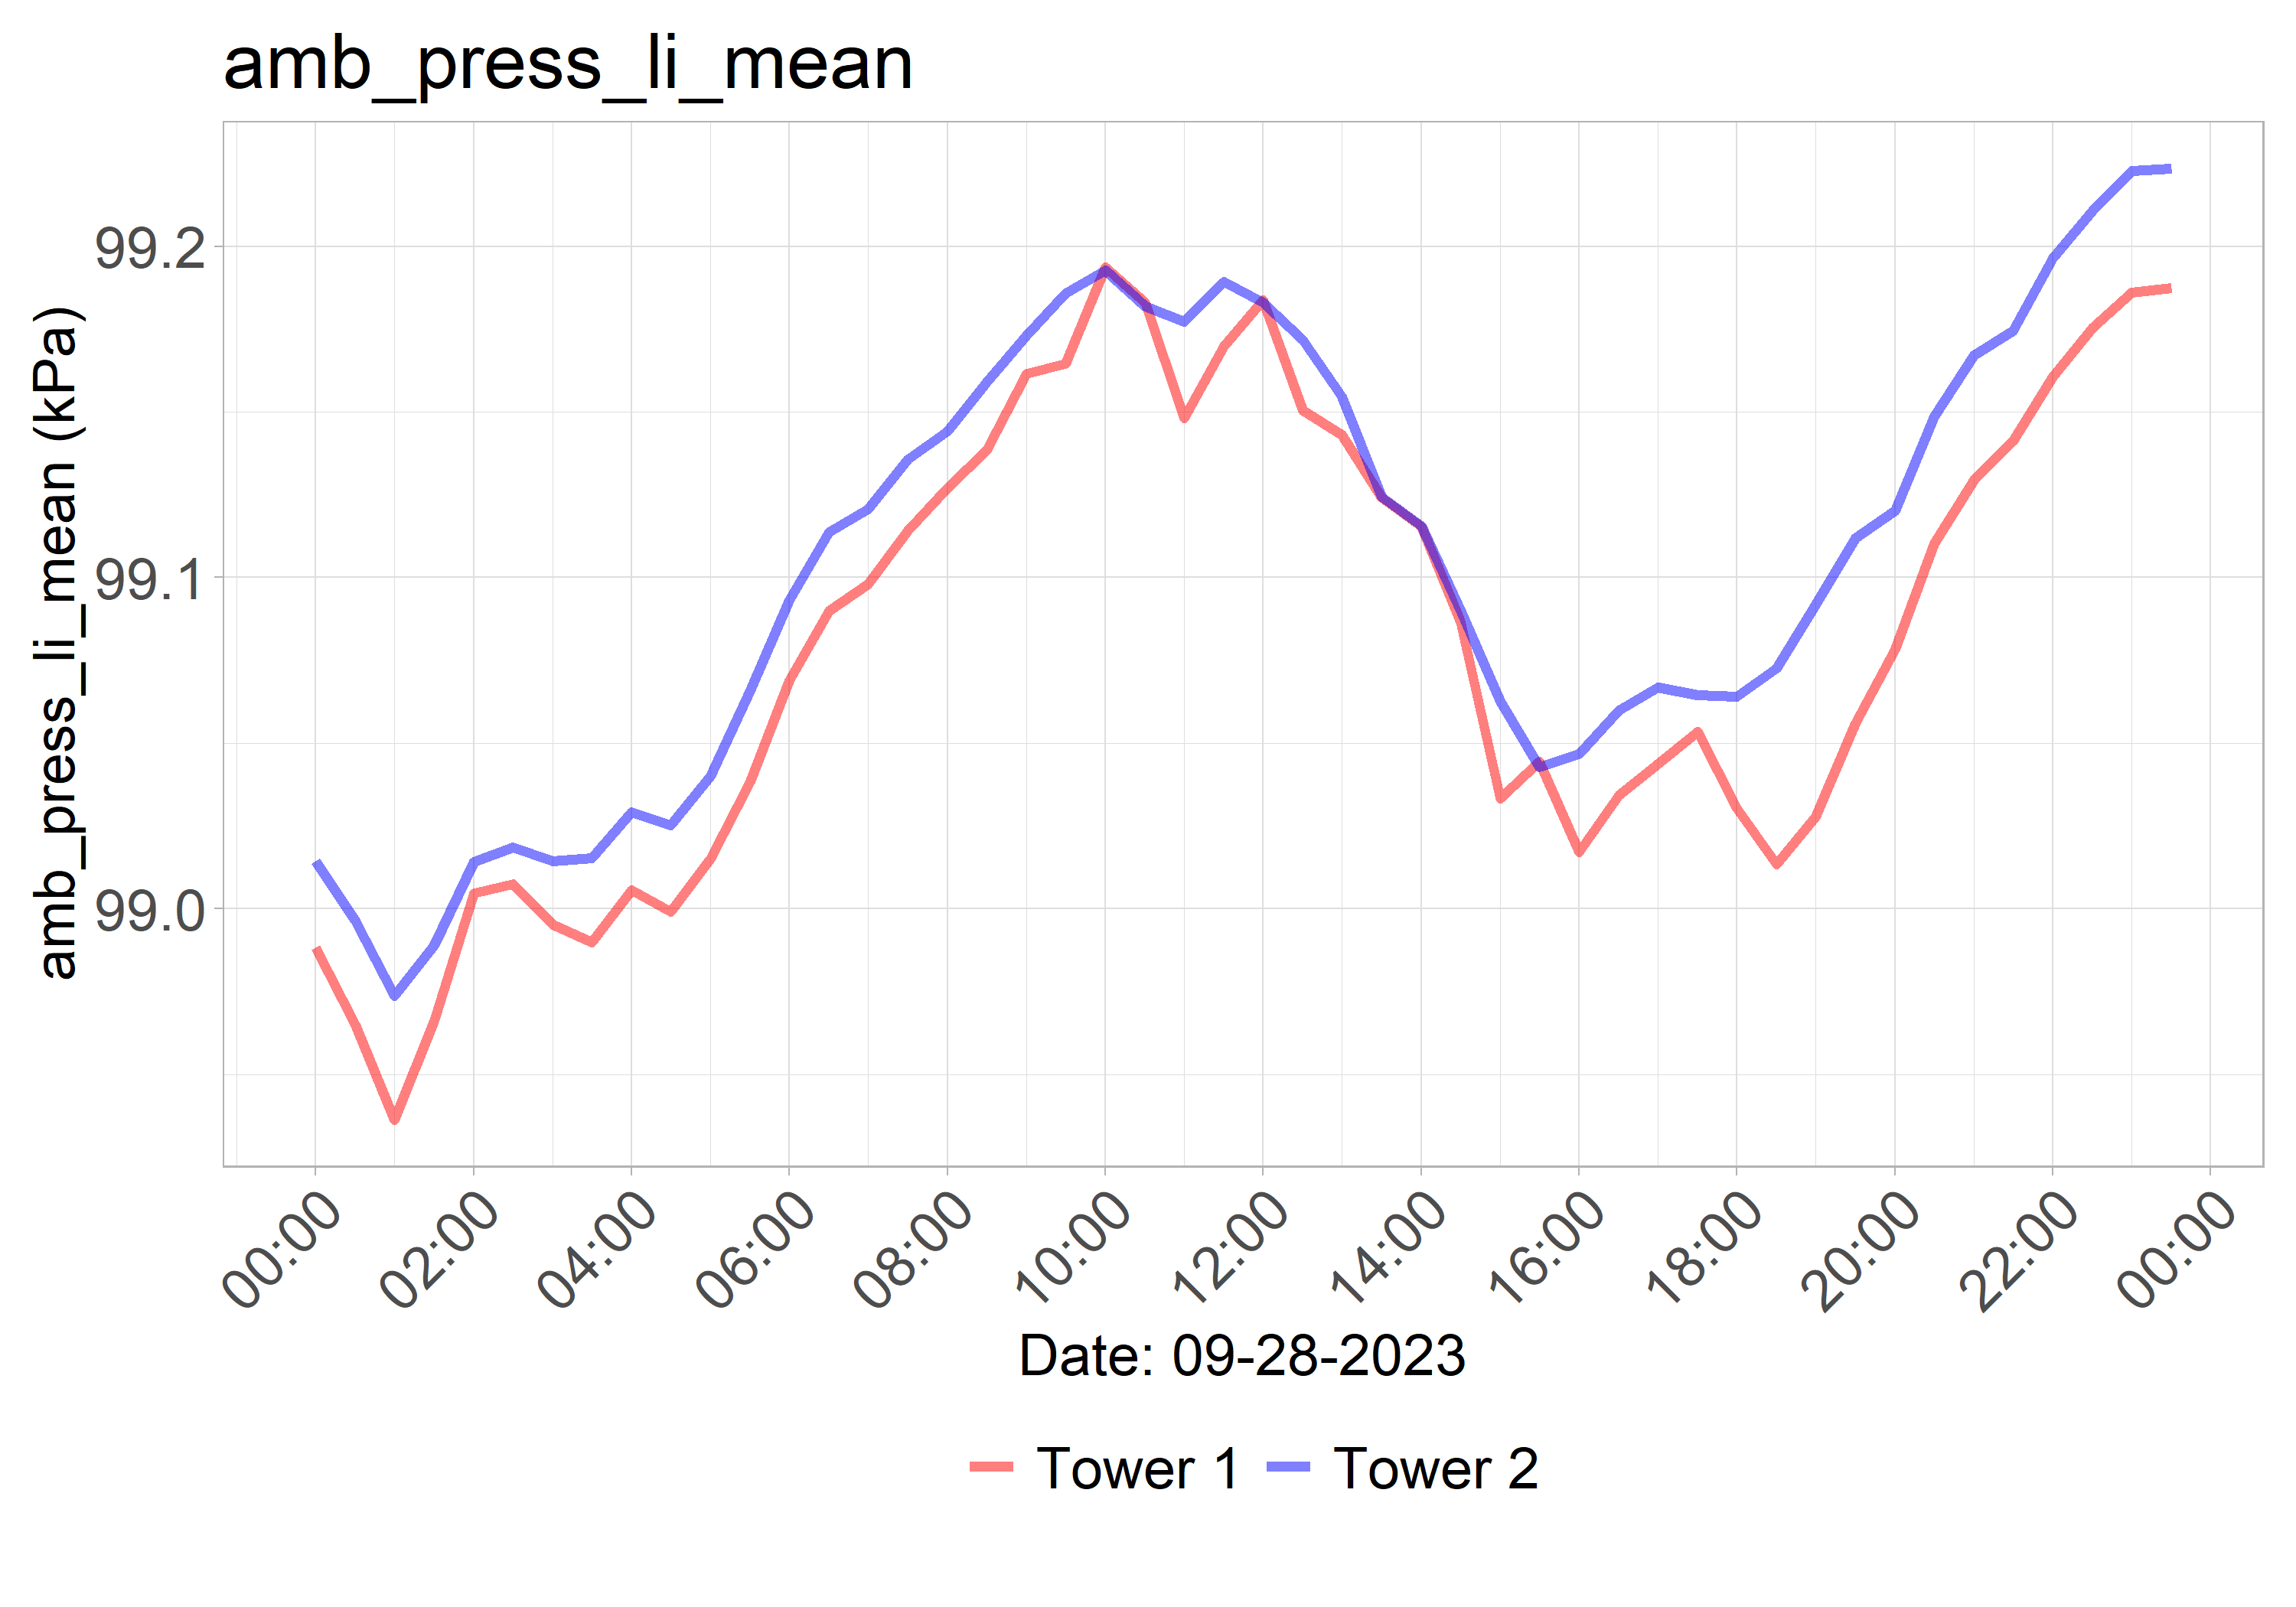 amb_press_li_mean
amb_press_li_mean (kPa)
99.2
99.1
99.0
00:00 02:00 04:00 06:00 08:00 10:00 12:00 14:00 16:00 18:00 20:00 22:00 00:00
Date: 09-28-2023
Tower 1 Tower 2